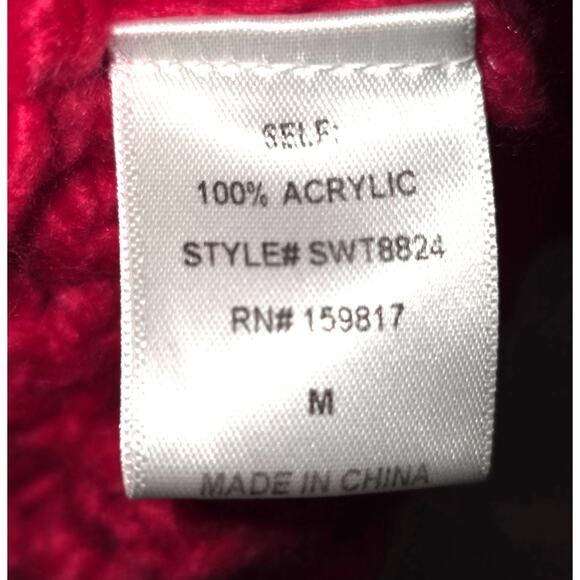 SELF:
100% ACRYLIC
STYLE# SWT8824
RN# 159817
M
MADE IN CHINA